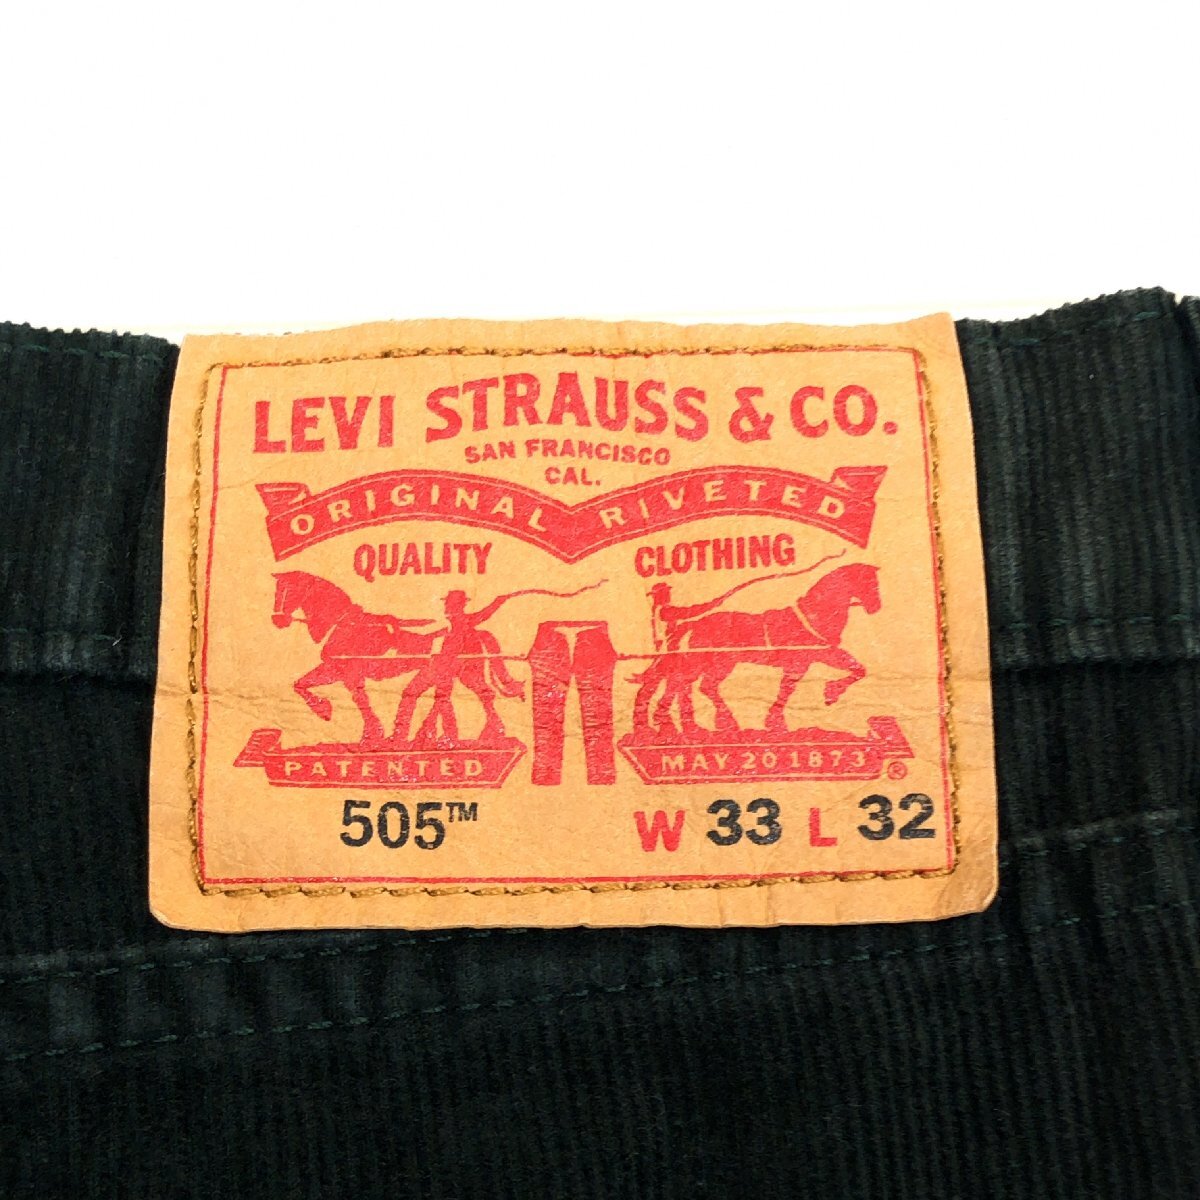 LEVI STRAUSS & CO.
SAN FRANCISCO
CAL.
ORIGINAL RIVETED
QUALITY CLOTHING
PATENTED MAY 20 1873 ®
505™ W 33 L 32